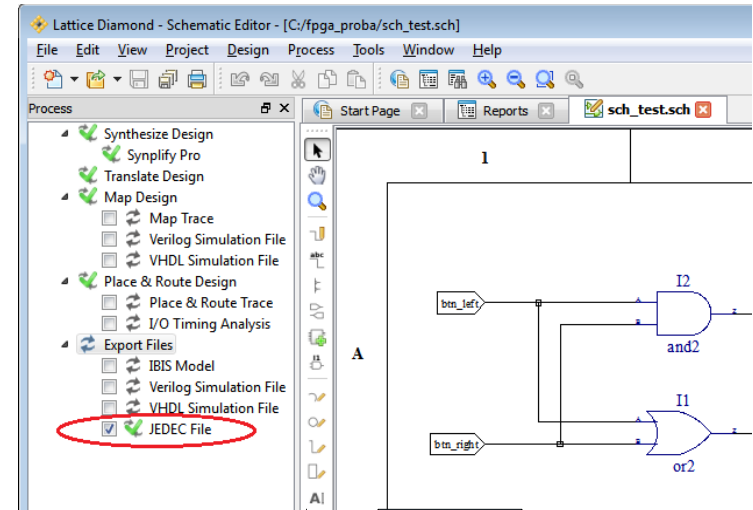 Lattice Diamond - Schematic Editor - [C:/fpga_proba/sch_test.sch]
File Edit View Project Design Process Tools Window Help
Process
Start Page Reports sch_test.sch
Synthesize Design
Synplify Pro
Translate Design
Map Design
Map Trace
Verilog Simulation File
VHDL Simulation File
Place & Route Design
Place & Route Trace
I/O Timing Analysis
Export Files
IBIS Model
Verilog Simulation File
VHDL Simulation File
JEDEC File
abc
I1
AI
1
A
btn_left
A
B
I2
Z
and2
btn_right
A
B
I1
Z
or2